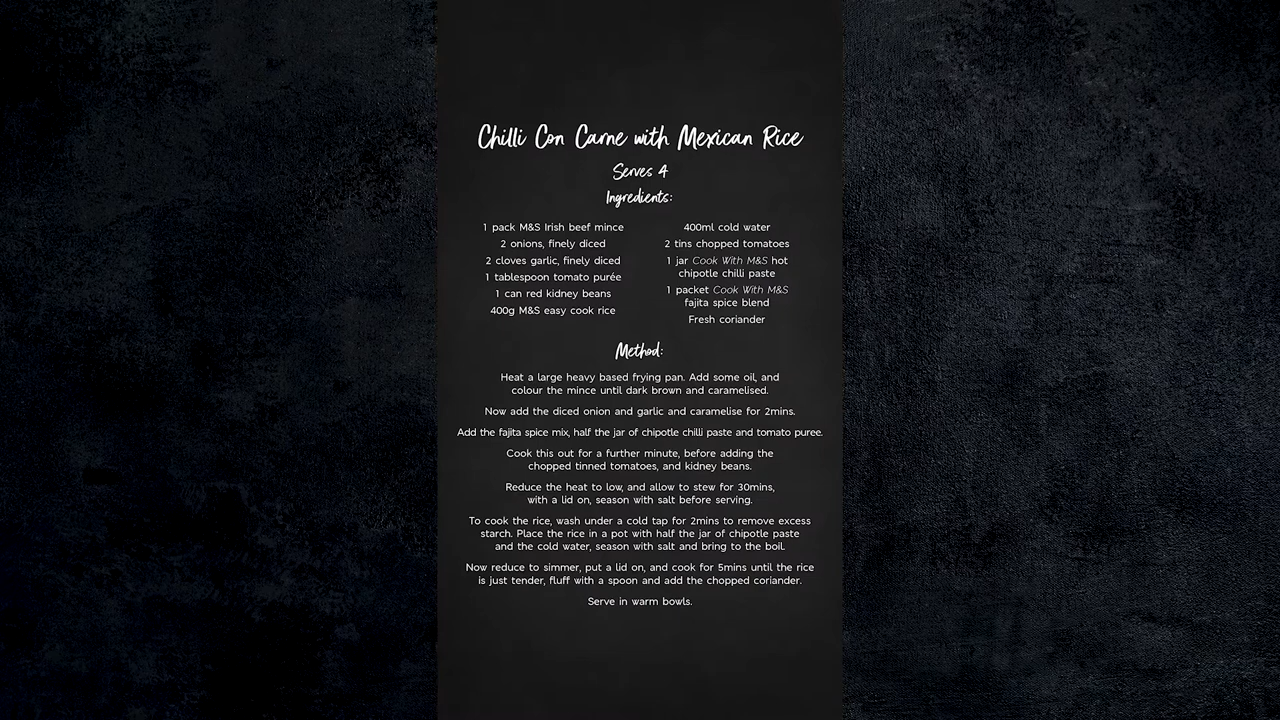 Chilli Con Carne with Mexican Rice
Serves 4
Ingredients:
1 pack M&S Irish beef mince
2 onions, finely diced
2 cloves garlic, finely diced
1 tablespoon tomato purée
1 can red kidney beans
400g M&S easy cook rice
400ml cold water
2 tins chopped tomatoes
1 jar Cook With M&S hot
chipotle chilli paste
1 packet Cook With M&S
fajita spice blend
Fresh coriander
Method:
Heat a large heavy based frying pan. Add some oil, and
colour the mince until dark brown and caramelised.
Now add the diced onion and garlic and caramelise for 2mins.
Add the fajita spice mix, half the jar of chipotle chilli paste and tomato puree.
Cook this out for a further minute, before adding the
chopped tinned tomatoes, and kidney beans.
Reduce the heat to low, and allow to stew for 30mins,
with a lid on, season with salt before serving.
To cook the rice, wash under a cold tap for 2mins to remove excess
starch. Place the rice in a pot with half the jar of chipotle paste
and the cold water, season with salt and bring to the boil.
Now reduce to simmer, put a lid on, and cook for 5mins until the rice
is just tender, fluff with a spoon and add the chopped coriander.
Serve in warm bowls.